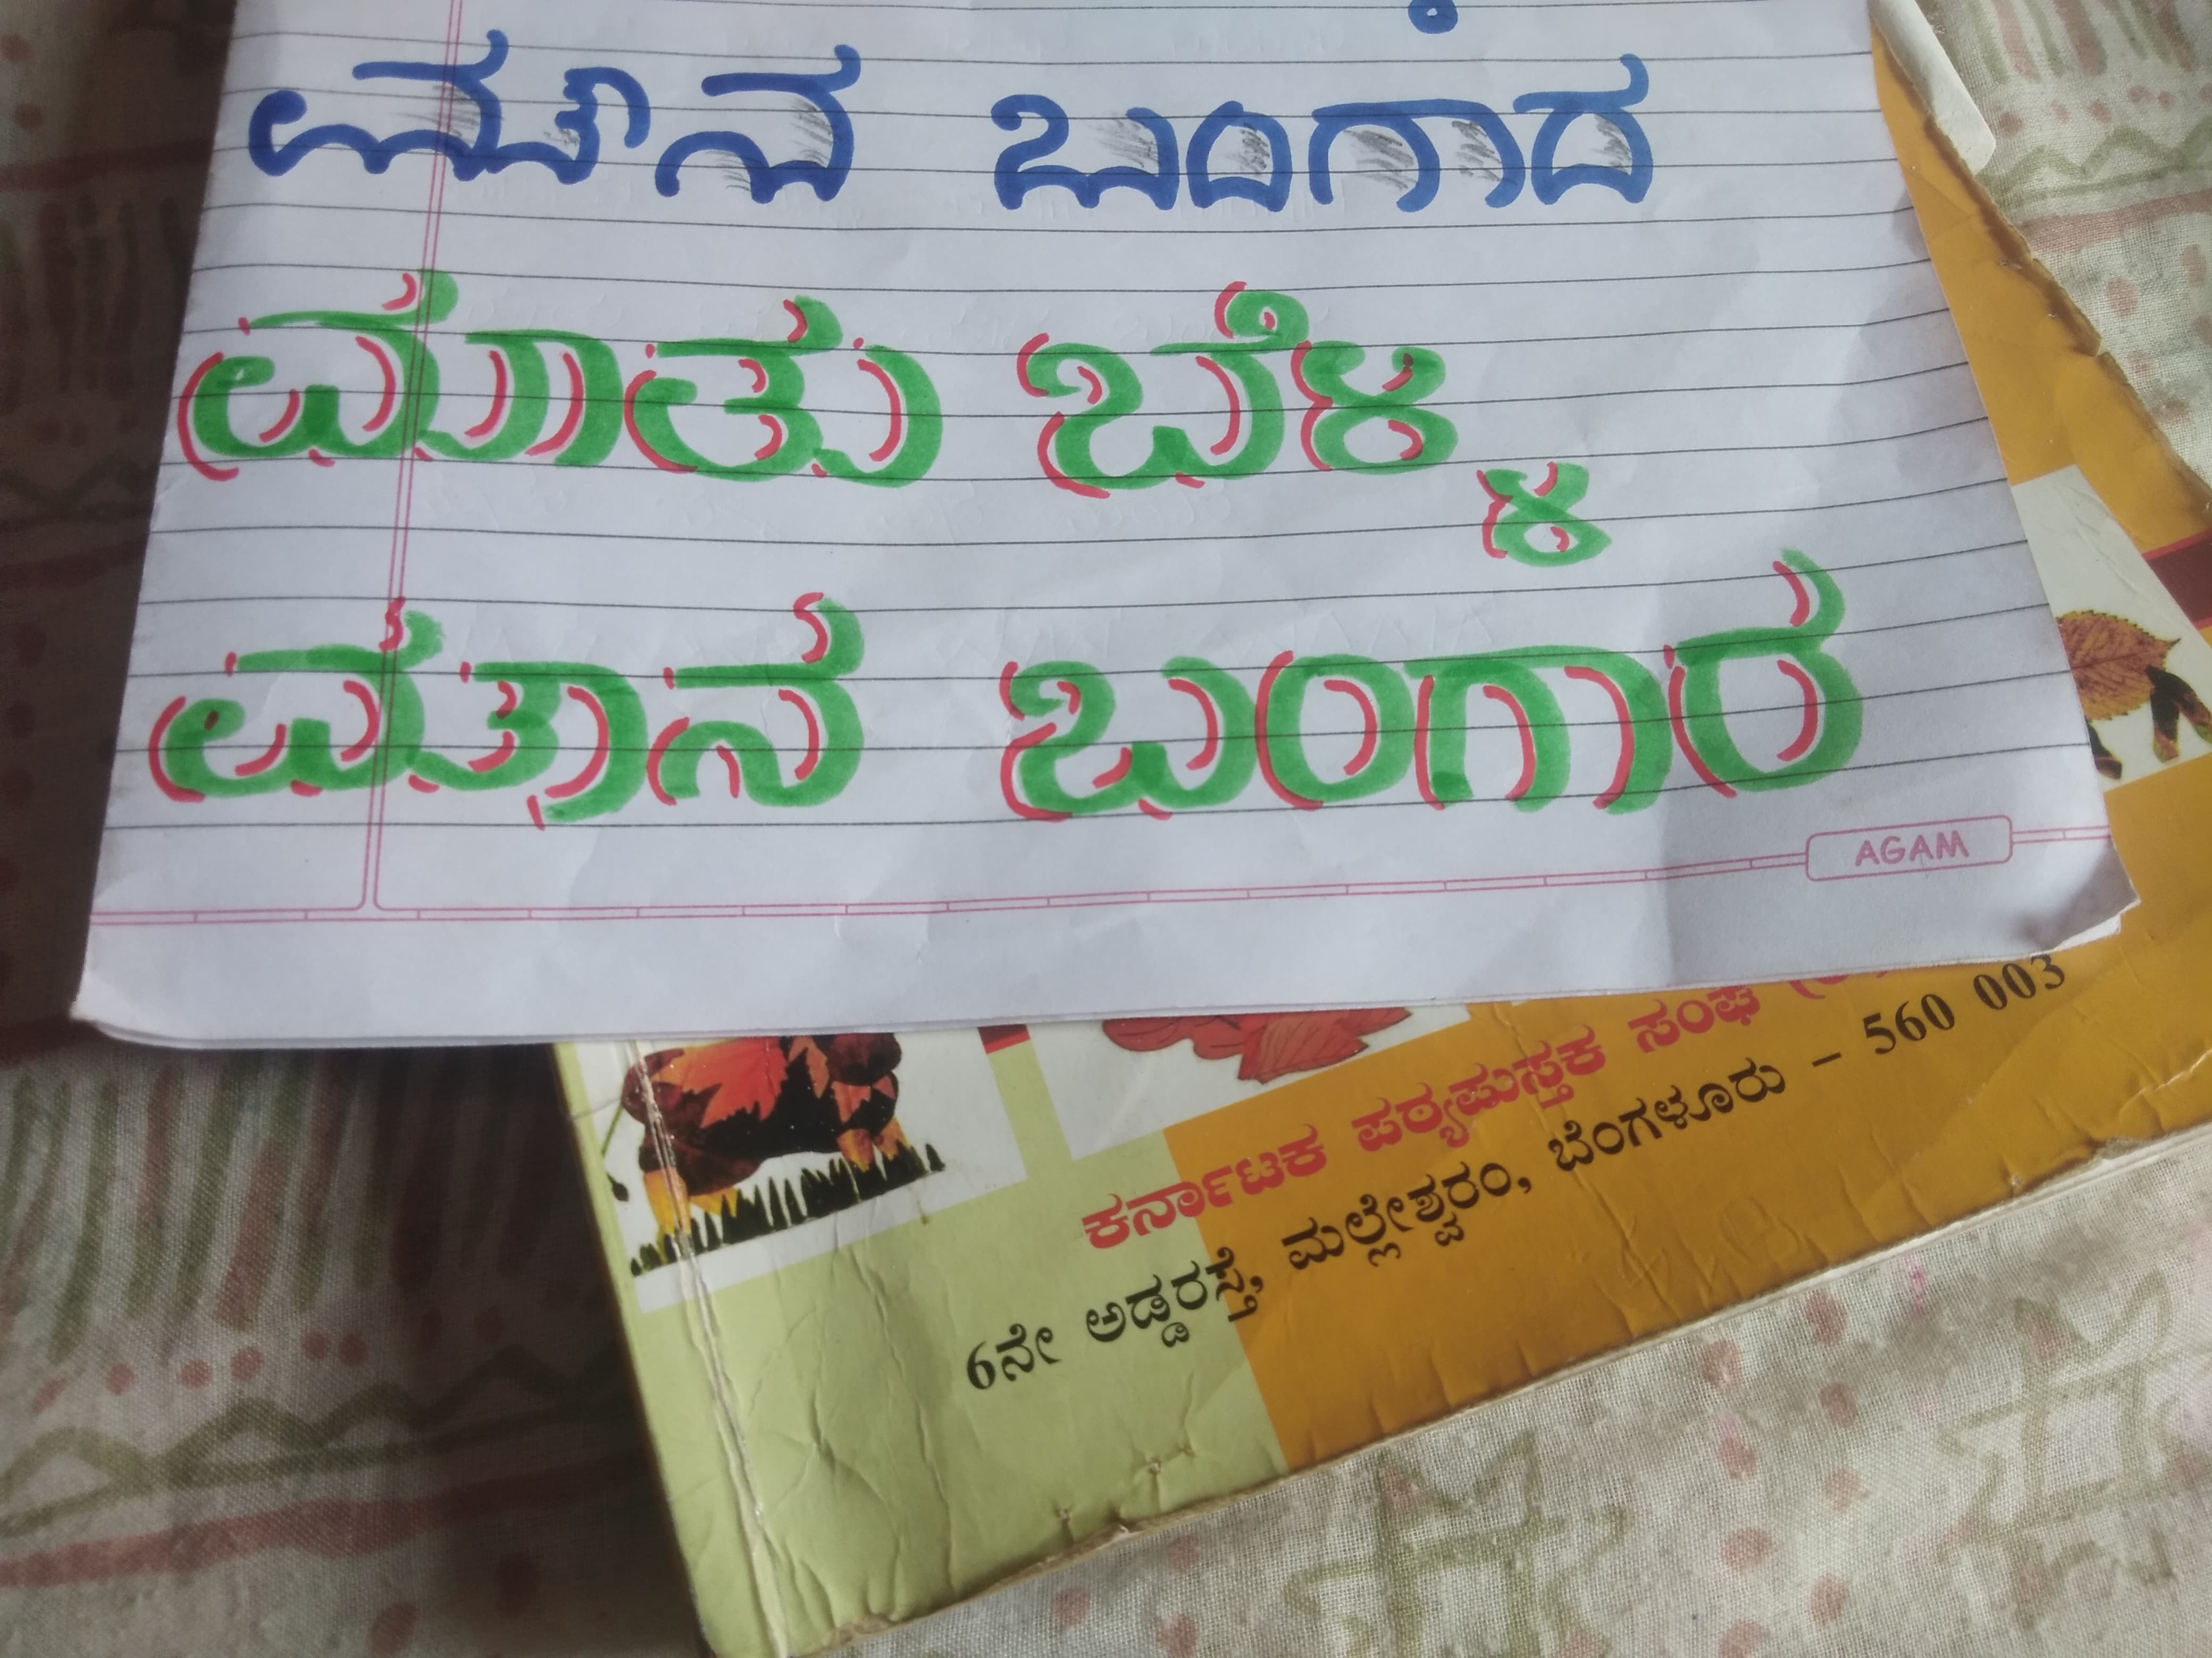 ಮೌನ ಬಂಗಾದ
ಮಾತು ಬೆಳ್ಳ
ಮೌನ ಬಂಗಾರ
AGAM
ಕರ್ನಾಟಕ ಪಠ್ಯಪುಸ್ತಕ ಸಂಘ
6ನೇ ಅಡ್ಡರಸ್ತೆ, ಮಲ್ಲೇಶ್ವರಂ, ಬೆಂಗಳೂರು – 560 003